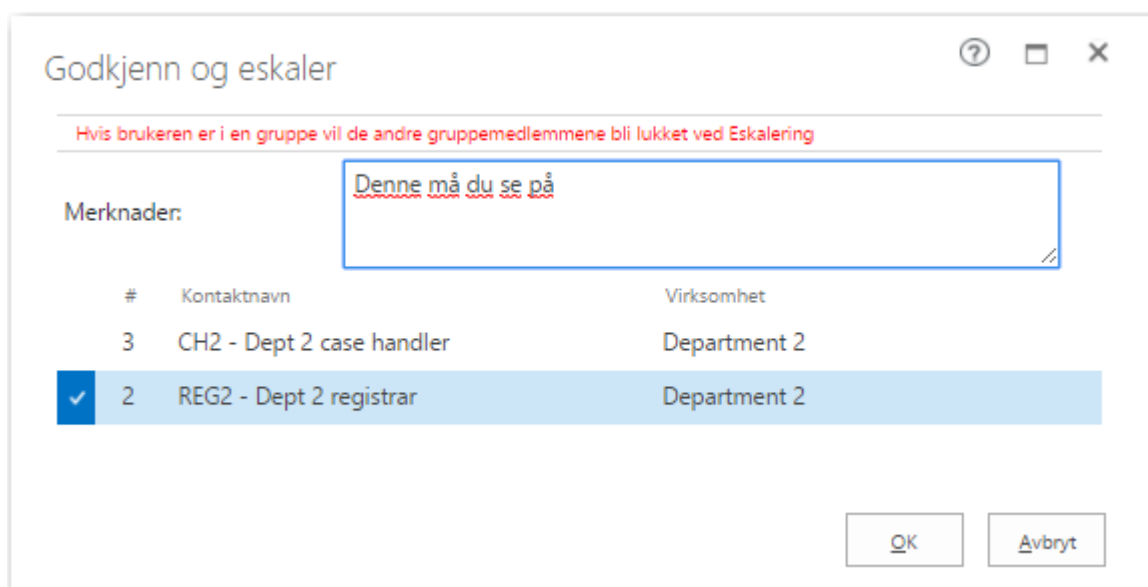 Godkjenn og eskaler
Hvis brukeren er i en gruppe vil de andre gruppemedlemmene bli lukket ved Eskalering
Merknader:
Denne må du se på
# Kontaktnavn Virksomhet
3 CH2 - Dept 2 case handler Department 2
2 REG2 - Dept 2 registrar Department 2
OK Avbryt